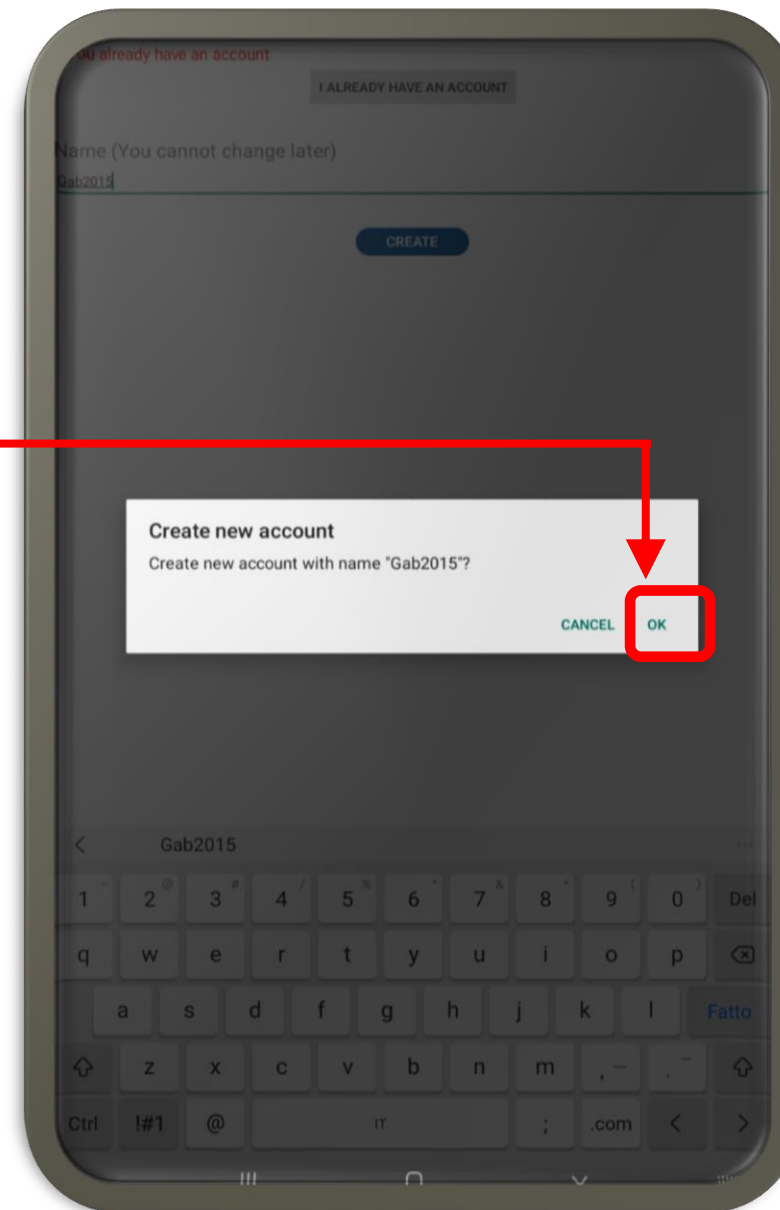 ou already have an account
I ALREADY HAVE AN ACCOUNT
Name (You cannot change later)
Gab2015
CREATE
Create new account
Create new account with name "Gab2015"?
CANCEL OK
Gab2015 ...
1 2 @ 3 # 4 / 5 % 6 ^ 7 & 8 * 9 ( 0 ) Del
q w e r t y u i o p
a s d f g h j k l Fatto
z x c v b n m , .
Ctrl !#1 @ IT ; .com < >